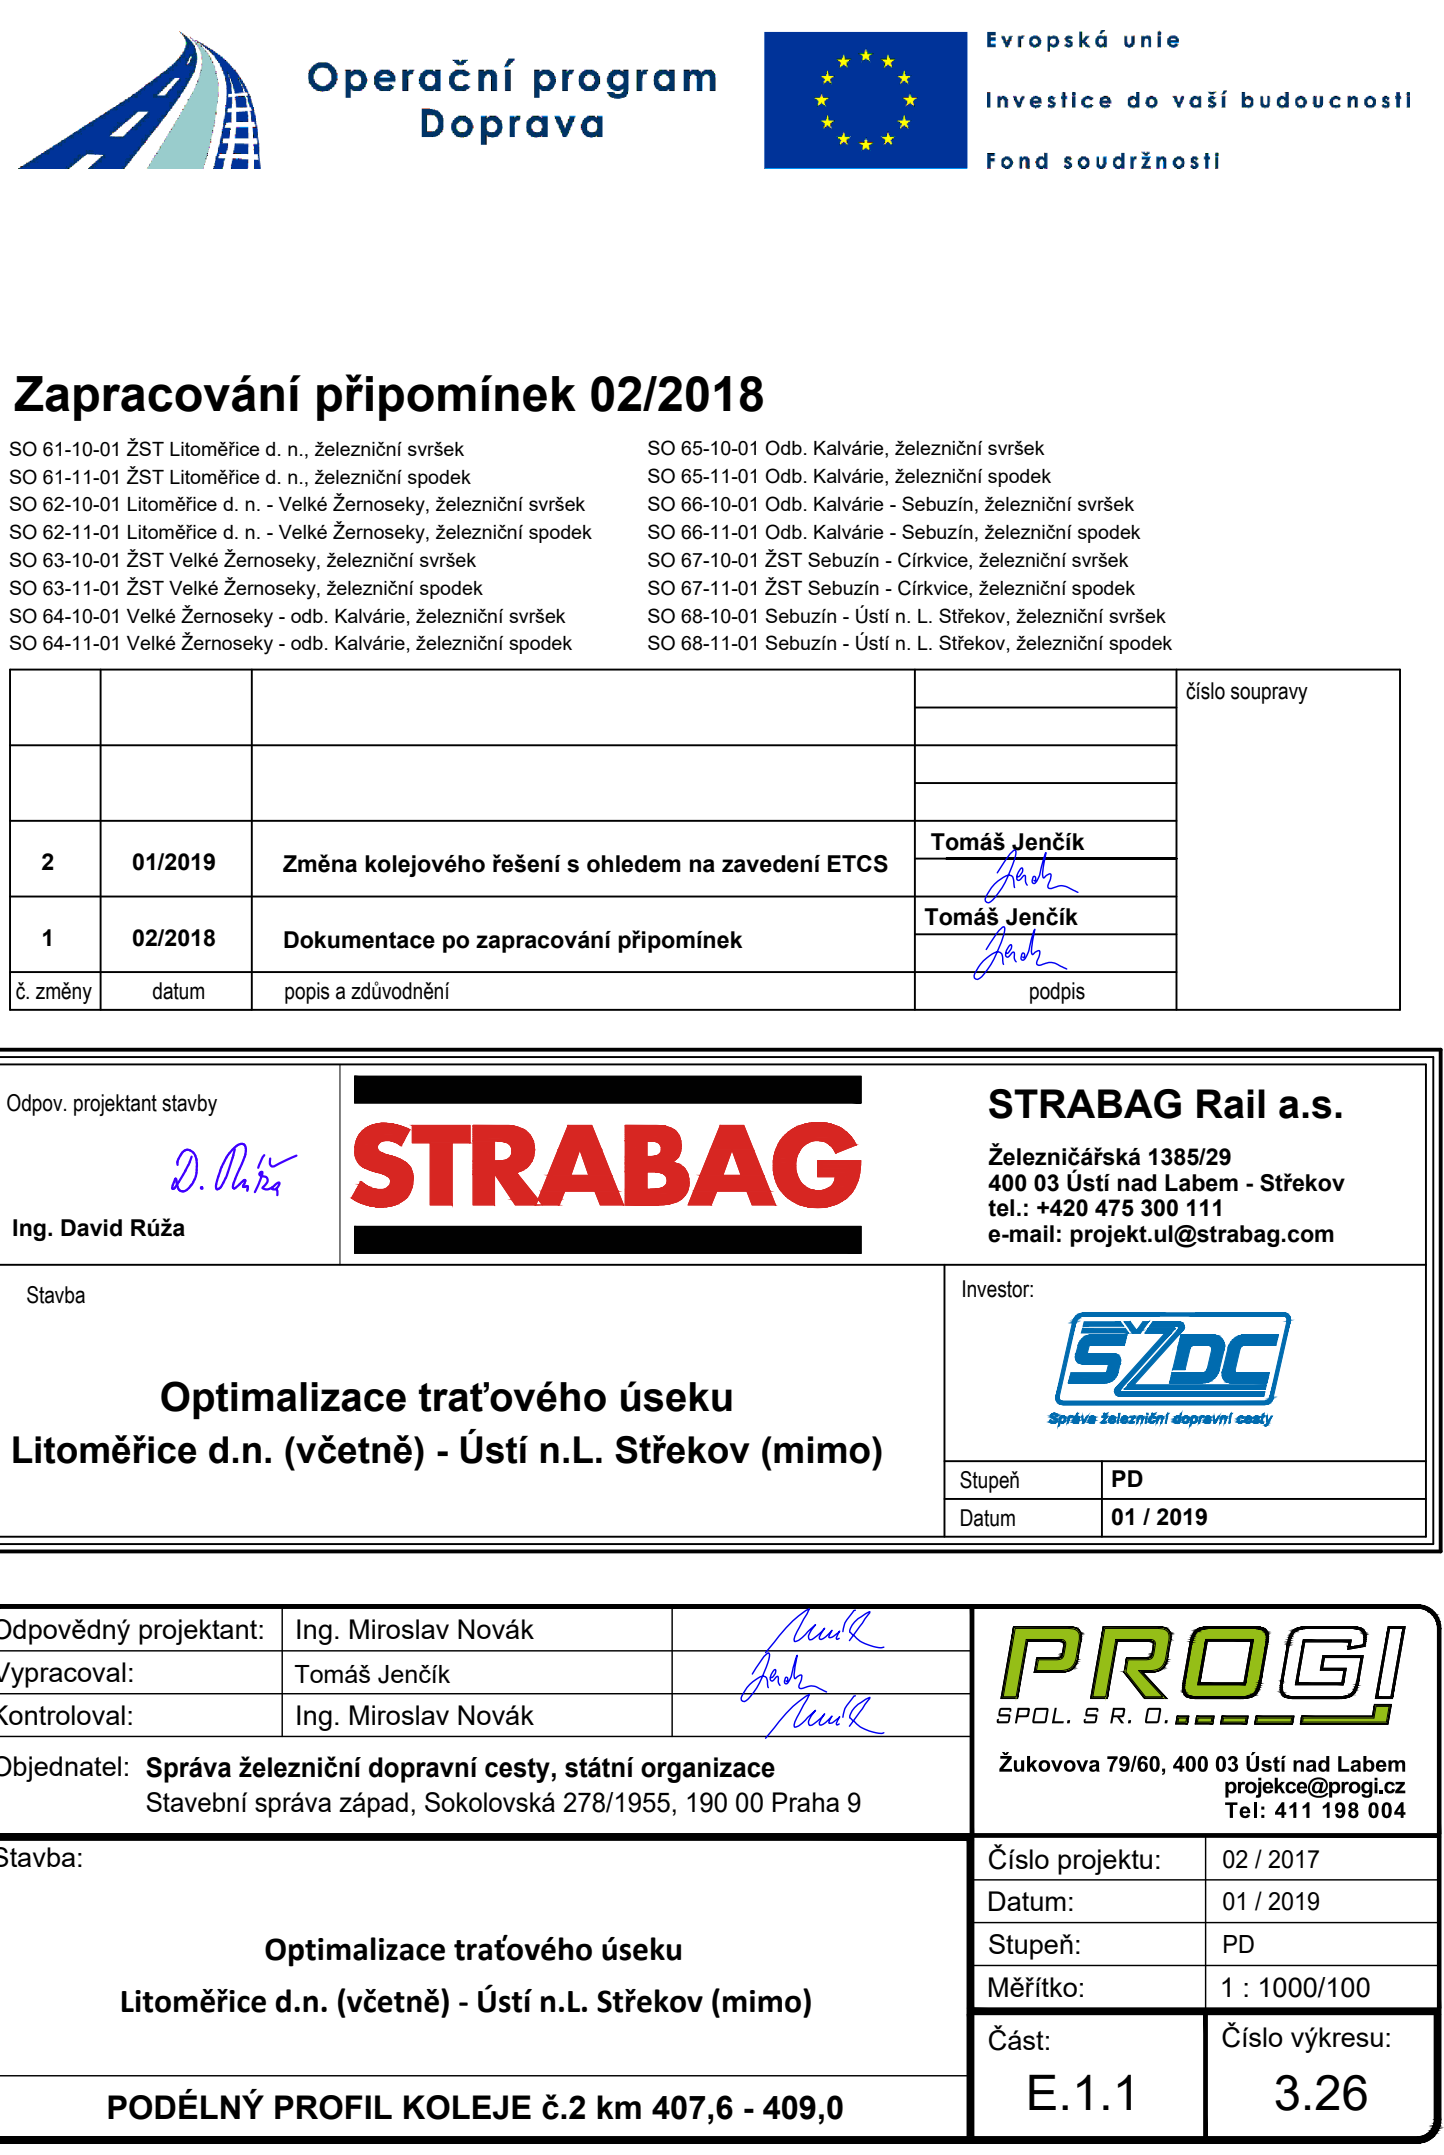 Operační program
Doprava
Evropská unie
Investice do vaší budoucnosti
Fond soudržnosti
Zapracování připomínek 02/2018
SO 61-10-01 ŽST Litoměřice d. n., železniční svršek
SO 61-11-01 ŽST Litoměřice d. n., železniční spodek
SO 62-10-01 Litoměřice d. n. - Velké Žernoseky, železniční svršek
SO 62-11-01 Litoměřice d. n. - Velké Žernoseky, železniční spodek
SO 63-10-01 ŽST Velké Žernoseky, železniční svršek
SO 63-11-01 ŽST Velké Žernoseky, železniční spodek
SO 64-10-01 Velké Žernoseky - odb. Kalvárie, železniční svršek
SO 64-11-01 Velké Žernoseky - odb. Kalvárie, železniční spodek
SO 65-10-01 Odb. Kalvárie, železniční svršek
SO 65-11-01 Odb. Kalvárie, železniční spodek
SO 66-10-01 Odb. Kalvárie - Sebuzín, železniční svršek
SO 66-11-01 Odb. Kalvárie - Sebuzín, železniční spodek
SO 67-10-01 ŽST Sebuzín - Církvice, železniční svršek
SO 67-11-01 ŽST Sebuzín - Církvice, železniční spodek
SO 68-10-01 Sebuzín - Ústí n. L. Střekov, železniční svršek
SO 68-11-01 Sebuzín - Ústí n. L. Střekov, železniční spodek
číslo soupravy
2 01/2019 Změna kolejového řešení s ohledem na zavedení ETCS Tomáš Jenčík
1 02/2018 Dokumentace po zapracování připomínek Tomáš Jenčík
č. změny datum popis a zdůvodnění podpis
Odpov. projektant stavby
D. Růža
Ing. David Rúža
STRABAG
STRABAG Rail a.s.
Železničářská 1385/29
400 03 Ústí nad Labem - Střekov
tel.: +420 475 300 111
e-mail: projekt.ul@strabag.com
Stavba
Optimalizace traťového úseku
Litoměřice d.n. (včetně) - Ústí n.L. Střekov (mimo)
Investor:
SŽDC
Správa železniční dopravní cesty
Stupeň PD
Datum 01 / 2019
Odpovědný projektant: Ing. Miroslav Novák
Vypracoval: Tomáš Jenčík
Kontroloval: Ing. Miroslav Novák
Objednatel: Správa železniční dopravní cesty, státní organizace
Stavební správa západ, Sokolovská 278/1955, 190 00 Praha 9
PROGI
SPOL. S R. O.
Žukovova 79/60, 400 03 Ústí nad Labem
projekce@progi.cz
Tel: 411 198 004
Stavba:
Optimalizace traťového úseku
Litoměřice d.n. (včetně) - Ústí n.L. Střekov (mimo)
PODÉLNÝ PROFIL KOLEJE č.2 km 407,6 - 409,0
Číslo projektu: 02 / 2017
Datum: 01 / 2019
Stupeň: PD
Měřítko: 1 : 1000/100
Část: Číslo výkresu:
E.1.1 3.26